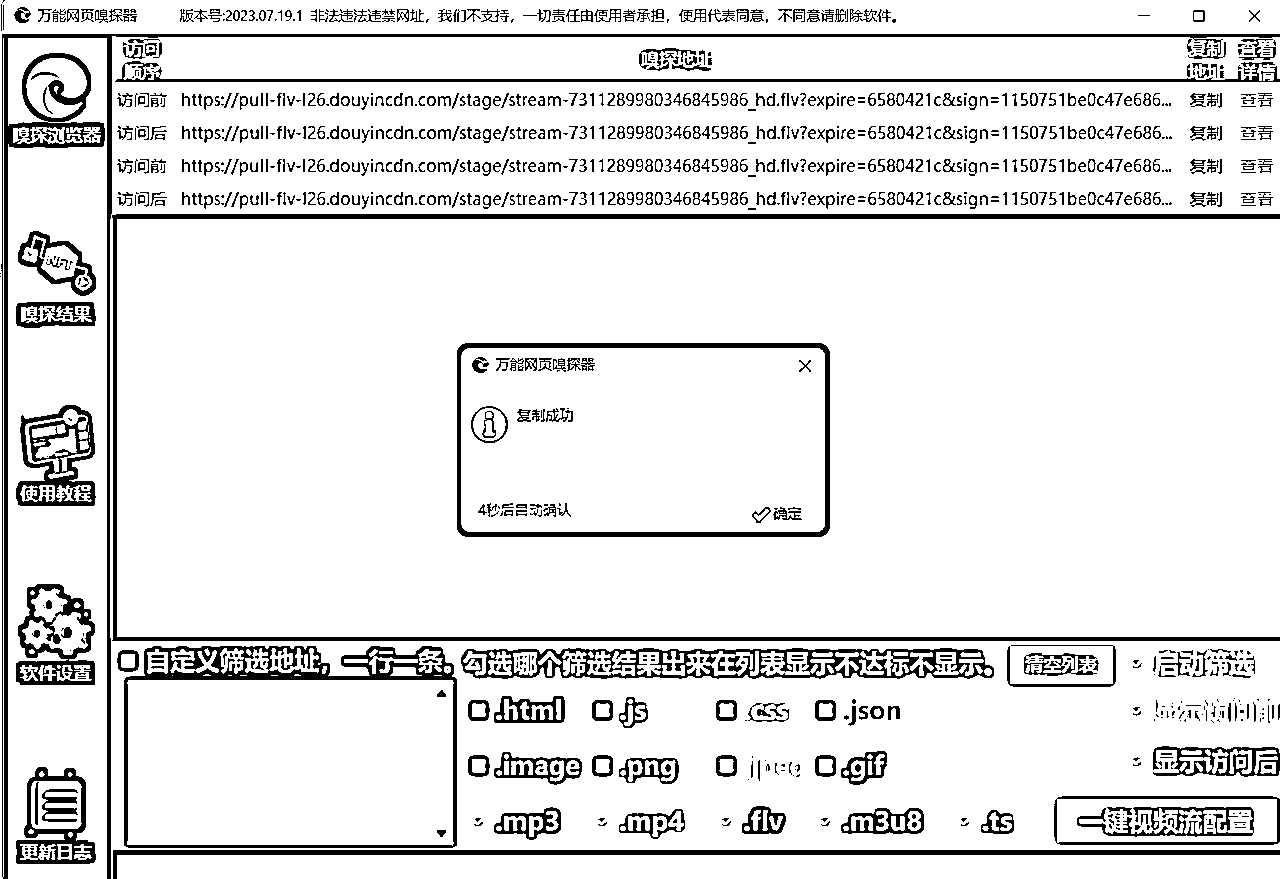 万能网页嗅探器 版本号:2023.07.19.1 非法违法违禁网址，我们不支持，一切责任由使用者承担，使用代表同意，不同意请删除软件。
访问顺序 嗅探地址 复制地址 查看详情
访问前 https://pull-flv-l26.douyincdn.com/stage/stream-7311289980346845986_hd.flv?expire=6580421c&sign=1150751be0c47e686... 复制 查看
访问后 https://pull-flv-l26.douyincdn.com/stage/stream-7311289980346845986_hd.flv?expire=6580421c&sign=1150751be0c47e686... 复制 查看
访问前 https://pull-flv-l26.douyincdn.com/stage/stream-7311289980346845986_hd.flv?expire=6580421c&sign=1150751be0c47e686... 复制 查看
访问后 https://pull-flv-l26.douyincdn.com/stage/stream-7311289980346845986_hd.flv?expire=6580421c&sign=1150751be0c47e686... 复制 查看
嗅探浏览器
NFT
嗅探结果
使用教程
软件设置
更新日志
万能网页嗅探器
复制成功
4秒后自动确认 确定
自定义筛选地址，一行一条。勾选哪个筛选结果出来在列表显示不达标不显示。 清空列表 启动筛选
.html .js .css .json 显示访问前
.image .png .jpeg .gif 显示访问后
.mp3 .mp4 .flv .m3u8 .ts 一键视频流配置